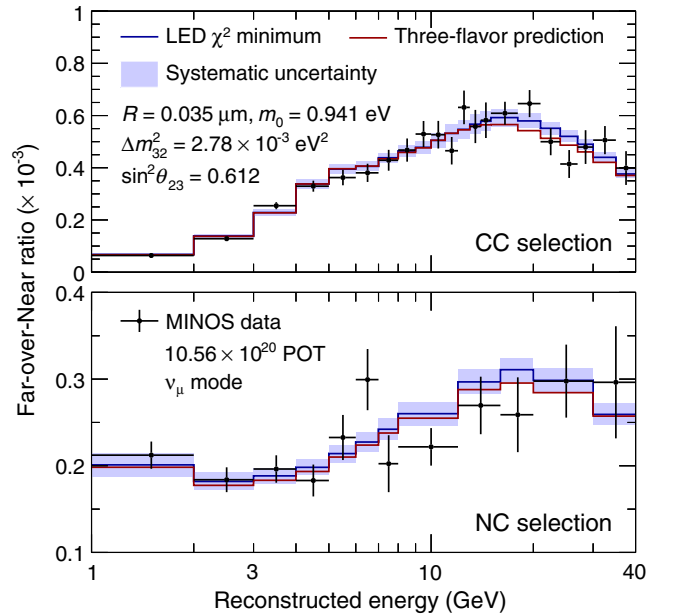 Far-over-Near ratio (× 10⁻³)
1
0.8
0.6
0.4
0.2
0
LED χ² minimum
Three-flavor prediction
Systematic uncertainty
R = 0.035 μm, m₀ = 0.941 eV
Δm²₃₂ = 2.78 × 10⁻³ eV²
sin²θ₂₃ = 0.612
CC selection
0.4
0.3
0.2
0.1
MINOS data
10.56 × 10²⁰ POT
νμ mode
NC selection
1
3
10
20
40
Reconstructed energy (GeV)